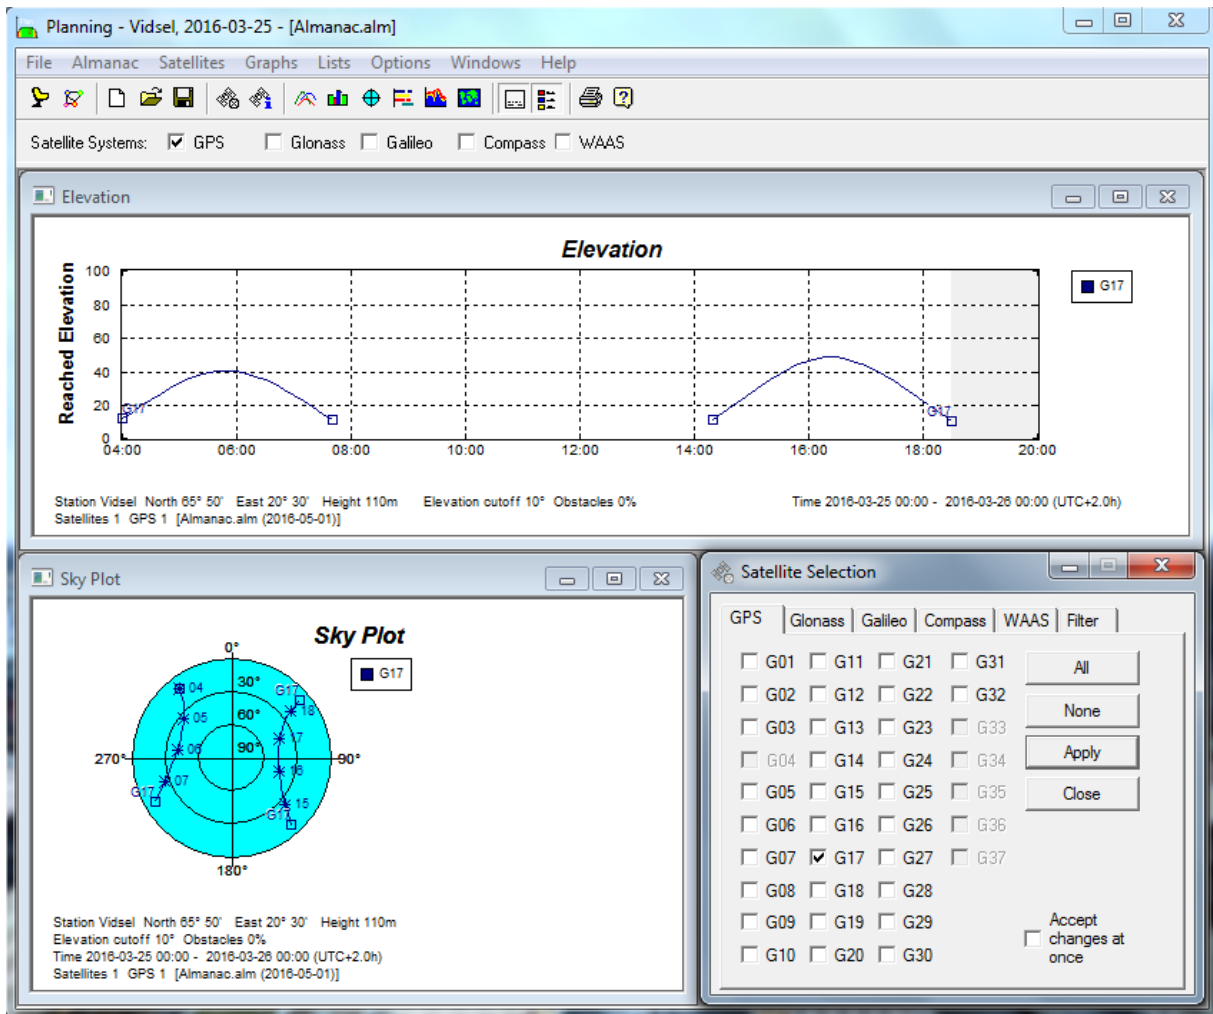 Planning - Vidsel, 2016-03-25 - [Almanac.alm]
File Almanac Satellites Graphs Lists Options Windows Help
Satellite Systems: GPS Glonass Galileo Compass WAAS
Elevation
Elevation
Reached Elevation
100
80
60
40
20
0
G17
G17
G17
04:00 06:00 08:00 10:00 12:00 14:00 16:00 18:00 20:00
Station Vidsel North 65° 50' East 20° 30' Height 110m Elevation cutoff 10° Obstacles 0% Time 2016-03-25 00:00 - 2016-03-26 00:00 (UTC+2.0h)
Satellites 1 GPS 1 [Almanac.alm (2016-05-01)]
Sky Plot
Sky Plot
G17
0°
30°
60°
90°
270°
90°
180°
04
05
06
07
G17
G17
18
17
16
15
G17
Station Vidsel North 65° 50' East 20° 30' Height 110m
Elevation cutoff 10° Obstacles 0%
Time 2016-03-25 00:00 - 2016-03-26 00:00 (UTC+2.0h)
Satellites 1 GPS 1 [Almanac.alm (2016-05-01)]
Satellite Selection
GPS Glonass Galileo Compass WAAS Filter
G01 G11 G21 G31
G02 G12 G22 G32
G03 G13 G23 G33
G04 G14 G24 G34
G05 G15 G25 G35
G06 G16 G26 G36
G07 G17 G27 G37
G08 G18 G28
G09 G19 G29
G10 G20 G30
All
None
Apply
Close
Accept
changes at
once